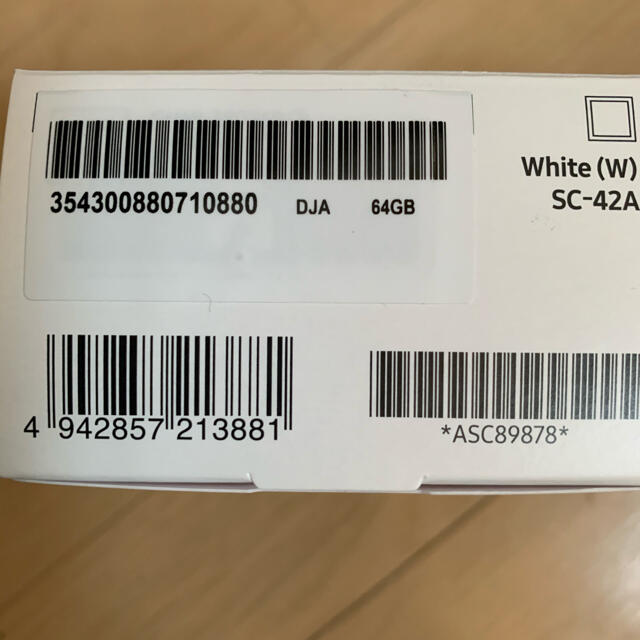 354300880710880 DJA 64GB
White (W)
SC-42A
4 942857 213881
*ASC89878*